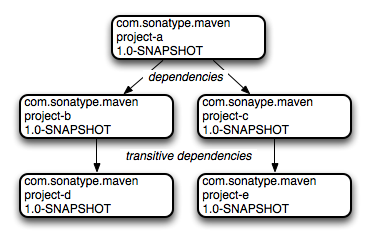 com.sonatype.maven
project-a
1.0-SNAPSHOT
dependencies
com.sonatype.maven
project-b
1.0-SNAPSHOT
com.sonaype.maven
project-c
1.0-SNAPSHOT
transitive dependencies
com.sonatype.maven
project-d
1.0-SNAPSHOT
com.sonatype.maven
project-e
1.0-SNAPSHOT